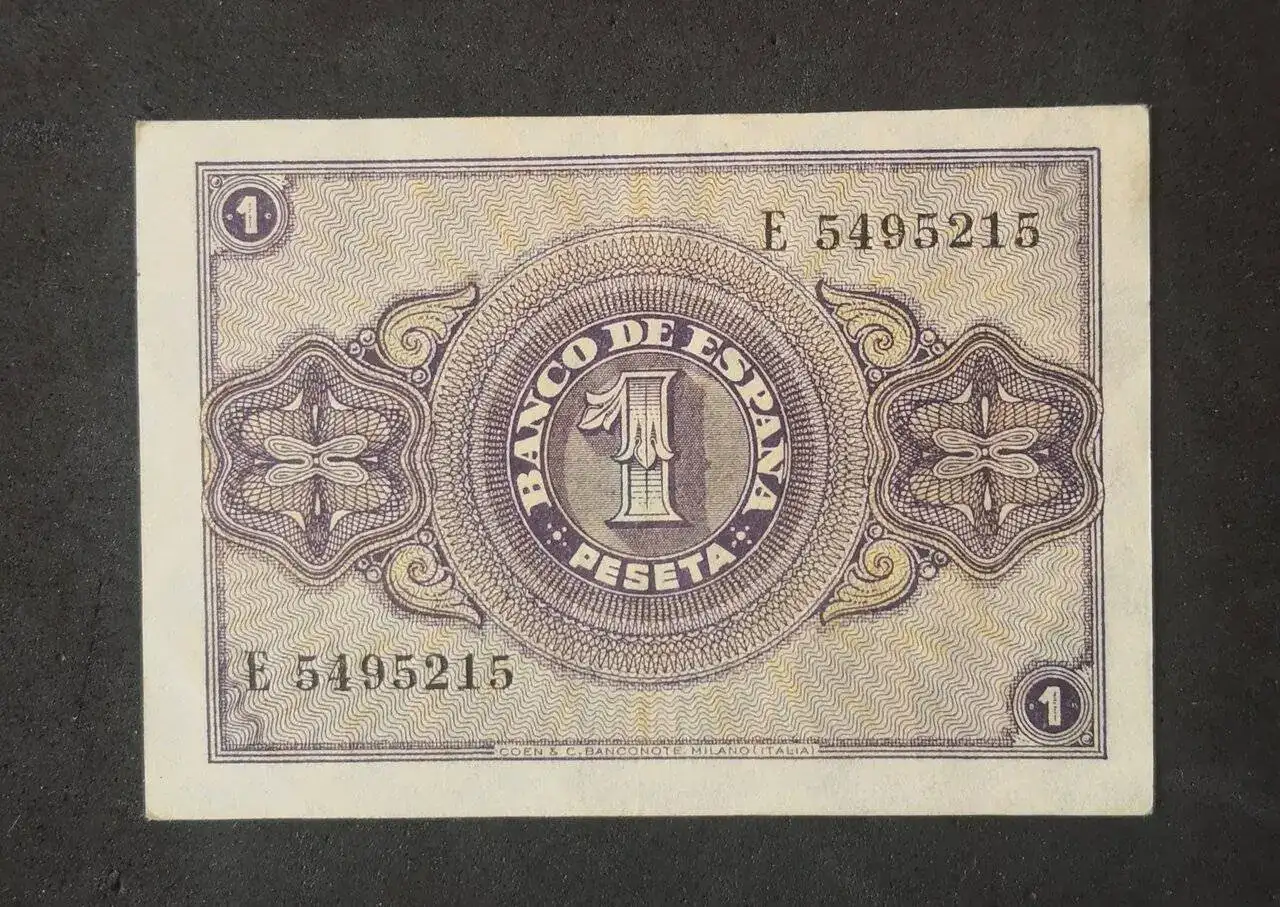 1
E 5495215
BANCO DE ESPAÑA
1
PESETA
E 5495215
1
COEN & C. BANCONOTE. MILANO (ITALIA)